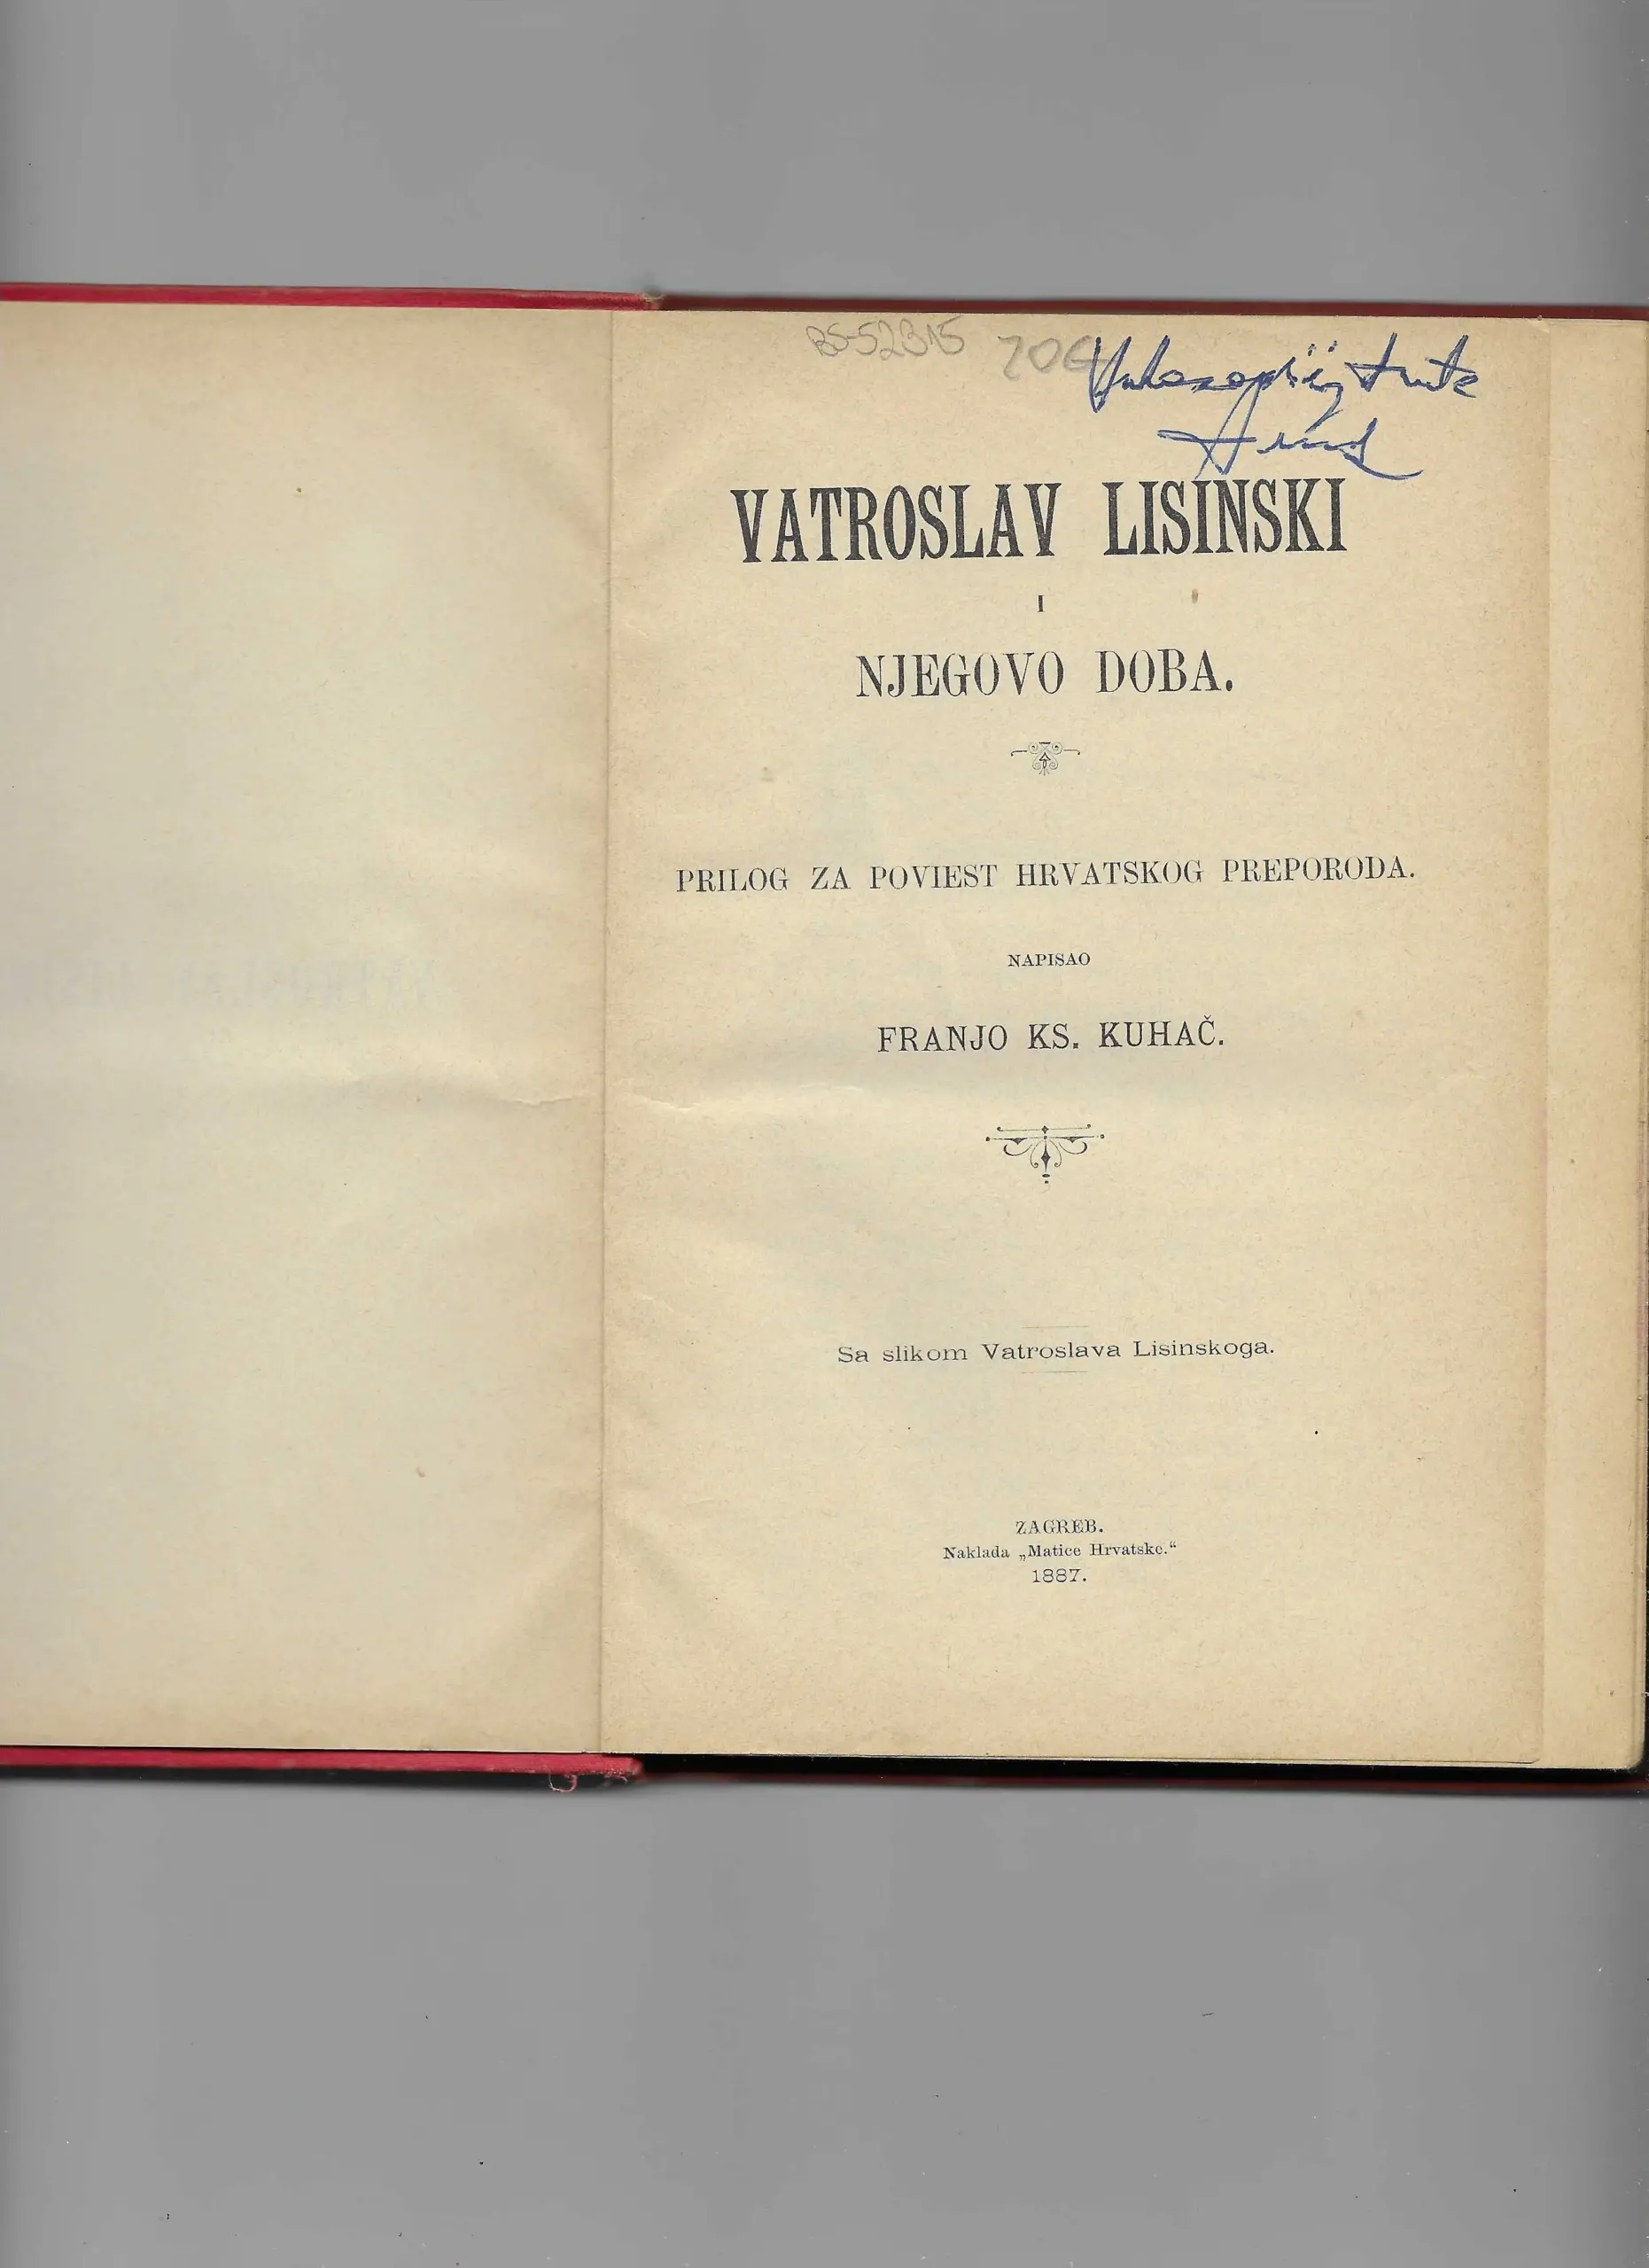 BS-52315 70€
VATROSLAV LISINSKI
I
NJEGOVO DOBA.
PRILOG ZA POVIEST HRVATSKOG PREPORODA.
NAPISAO
FRANJO KS. KUHAČ.
Sa slikom Vatroslava Lisinskoga.
ZAGREB.
Naklada „Matice Hrvatske.“
1887.